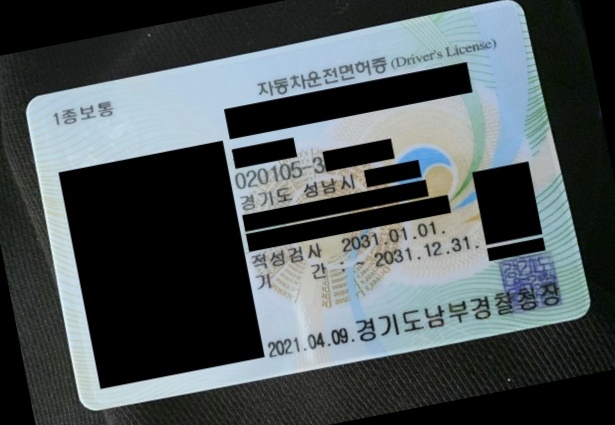 1종보통
자동차운전면허증 (Driver's License)
020105-3
경기도 성남시
적성검사 2031.01.01.
기 간 : ~ 2031.12.31.
2021.04.09. 경기도남부경찰청장